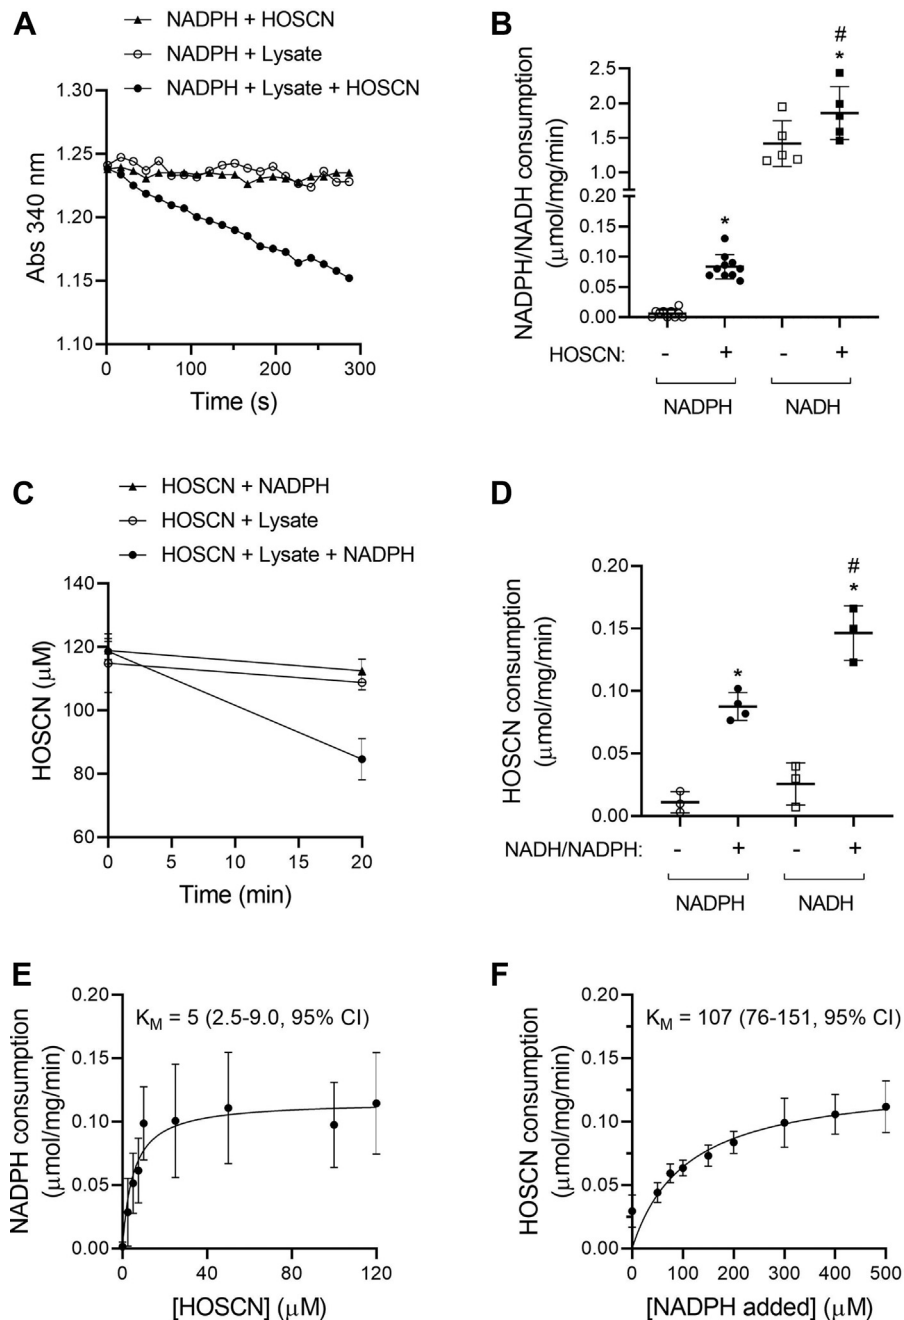 A
NADPH + HOSCN
NADPH + Lysate
NADPH + Lysate + HOSCN
1.30
1.25
1.20
1.15
1.10
Abs 340 nm
0 100 200 300
Time (s)
B
NADPH/NADH consumption
(μmol/mg/min)
2.5
2.0
1.5
1.0
0.20
0.15
0.10
0.05
0.00
*
#
*
HOSCN: - + - +
NADPH NADH
C
HOSCN + NADPH
HOSCN + Lysate
HOSCN + Lysate + NADPH
140
120
100
80
60
HOSCN (μM)
0 5 10 15 20
Time (min)
D
HOSCN consumption
(μmol/mg/min)
0.20
0.15
0.10
0.05
0.00
*
#
*
NADH/NADPH: - + - +
NADPH NADH
E
NADPH consumption
(μmol/mg/min)
0.20
0.15
0.10
0.05
0.00
KM = 5 (2.5-9.0, 95% CI)
0 40 80 120
[HOSCN] (μM)
F
HOSCN consumption
(μmol/mg/min)
0.20
0.15
0.10
0.05
0.00
KM = 107 (76-151, 95% CI)
0 100 200 300 400 500
[NADPH added] (μM)